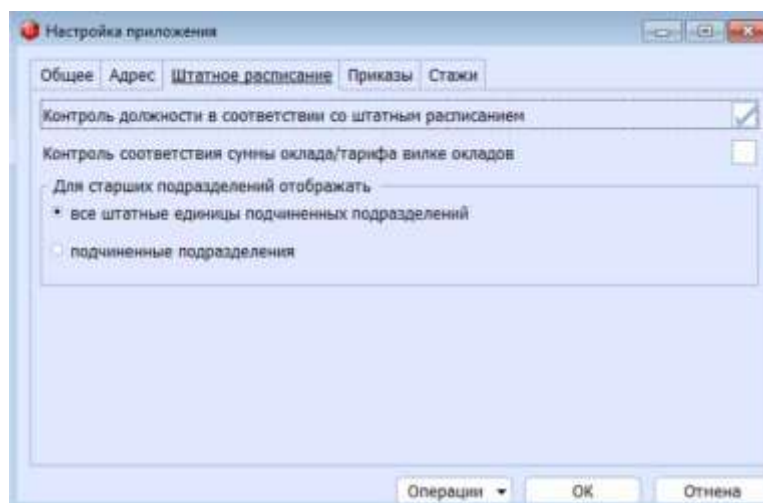 Настройка приложения
Общее Адрес Штатное расписание Приказы Стажи
Контроль должности в соответствии со штатным расписанием
Контроль соответствия суммы оклада/тарифа вилке окладов
Для старших подразделений отображать
все штатные единицы подчиненных подразделений
подчиненные подразделения
Операции ОК Отмена